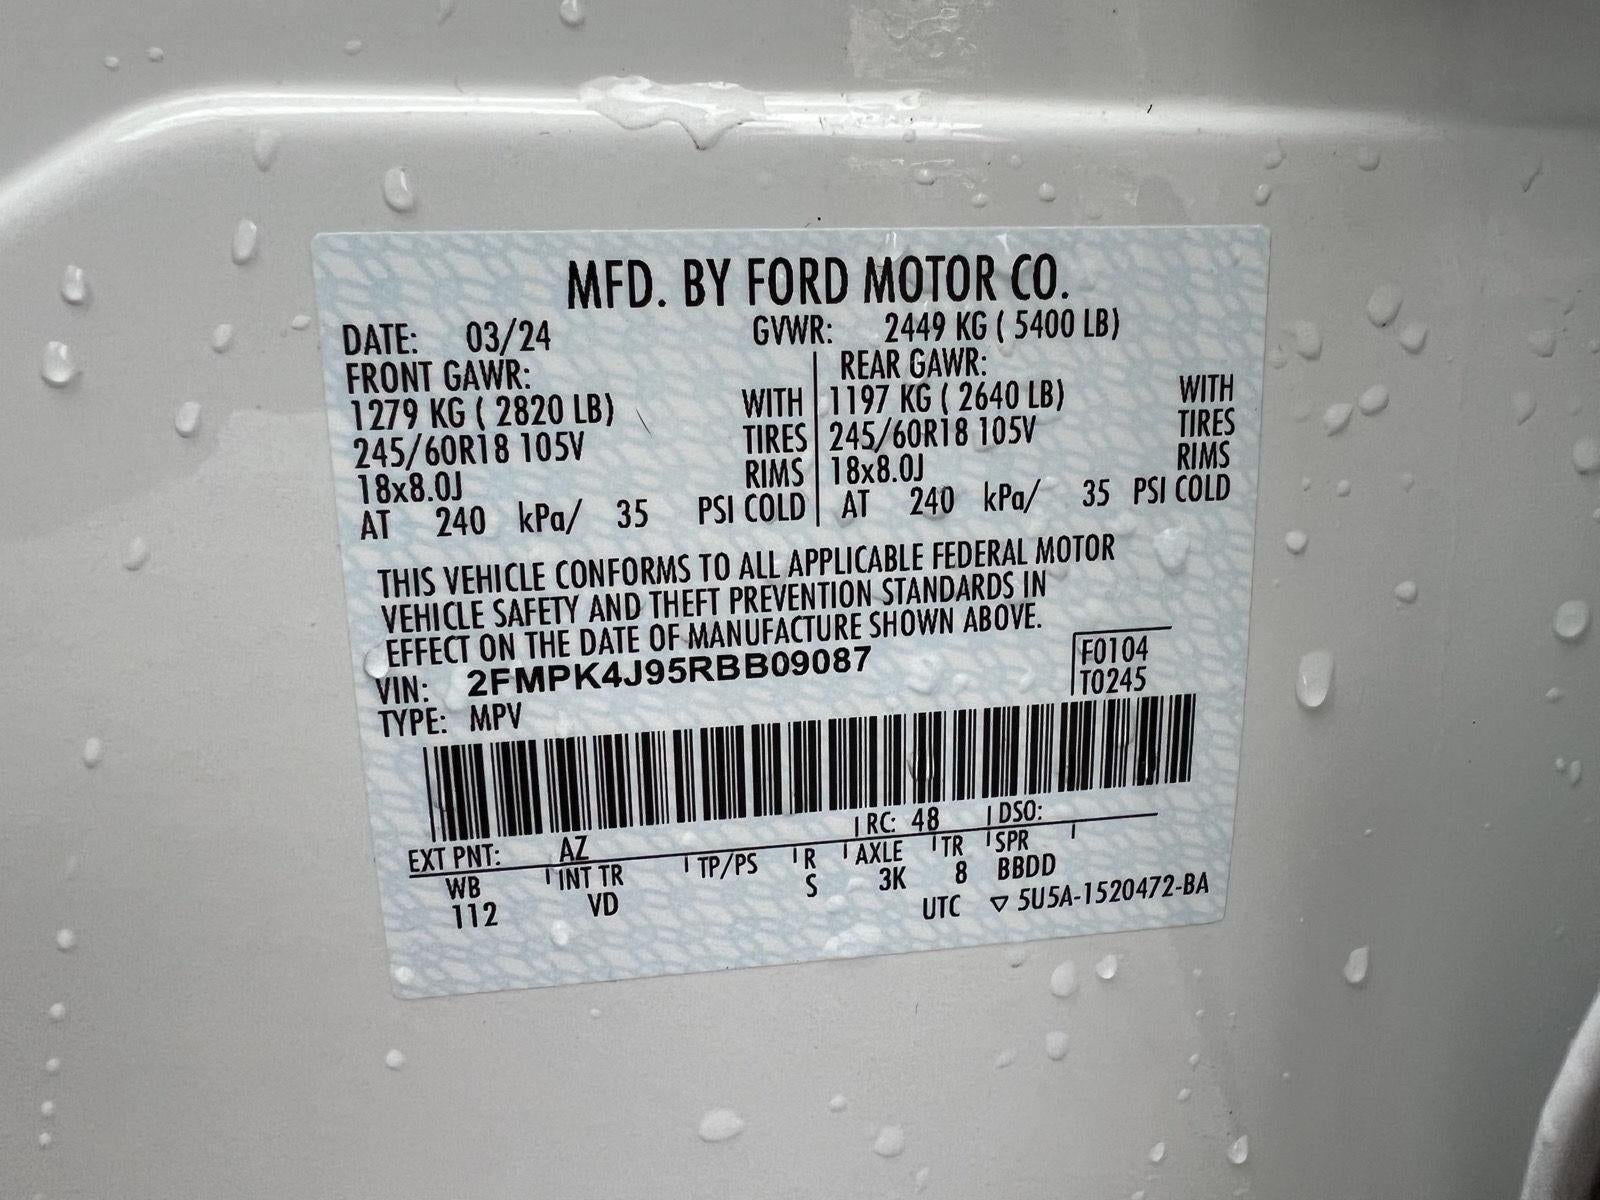 MFD. BY FORD MOTOR CO.
DATE: 03/24 GVWR: 2449 KG ( 5400 LB)
FRONT GAWR: REAR GAWR:
1279 KG ( 2820 LB) WITH 1197 KG ( 2640 LB) WITH
245/60R18 105V TIRES 245/60R18 105V TIRES
18x8.0J RIMS 18x8.0J RIMS
AT 240 kPa/ 35 PSI COLD AT 240 kPa/ 35 PSI COLD
THIS VEHICLE CONFORMS TO ALL APPLICABLE FEDERAL MOTOR
VEHICLE SAFETY AND THEFT PREVENTION STANDARDS IN
EFFECT ON THE DATE OF MANUFACTURE SHOWN ABOVE.
VIN: 2FMPK4J95RBB09087 F0104
TYPE: MPV T0245
EXT PNT: AZ RC: 48 DSO:
WB INT TR TP/PS R AXLE TR SPR
112 VD S 3K 8 BBDD
UTC ▽ 5U5A-1520472-BA